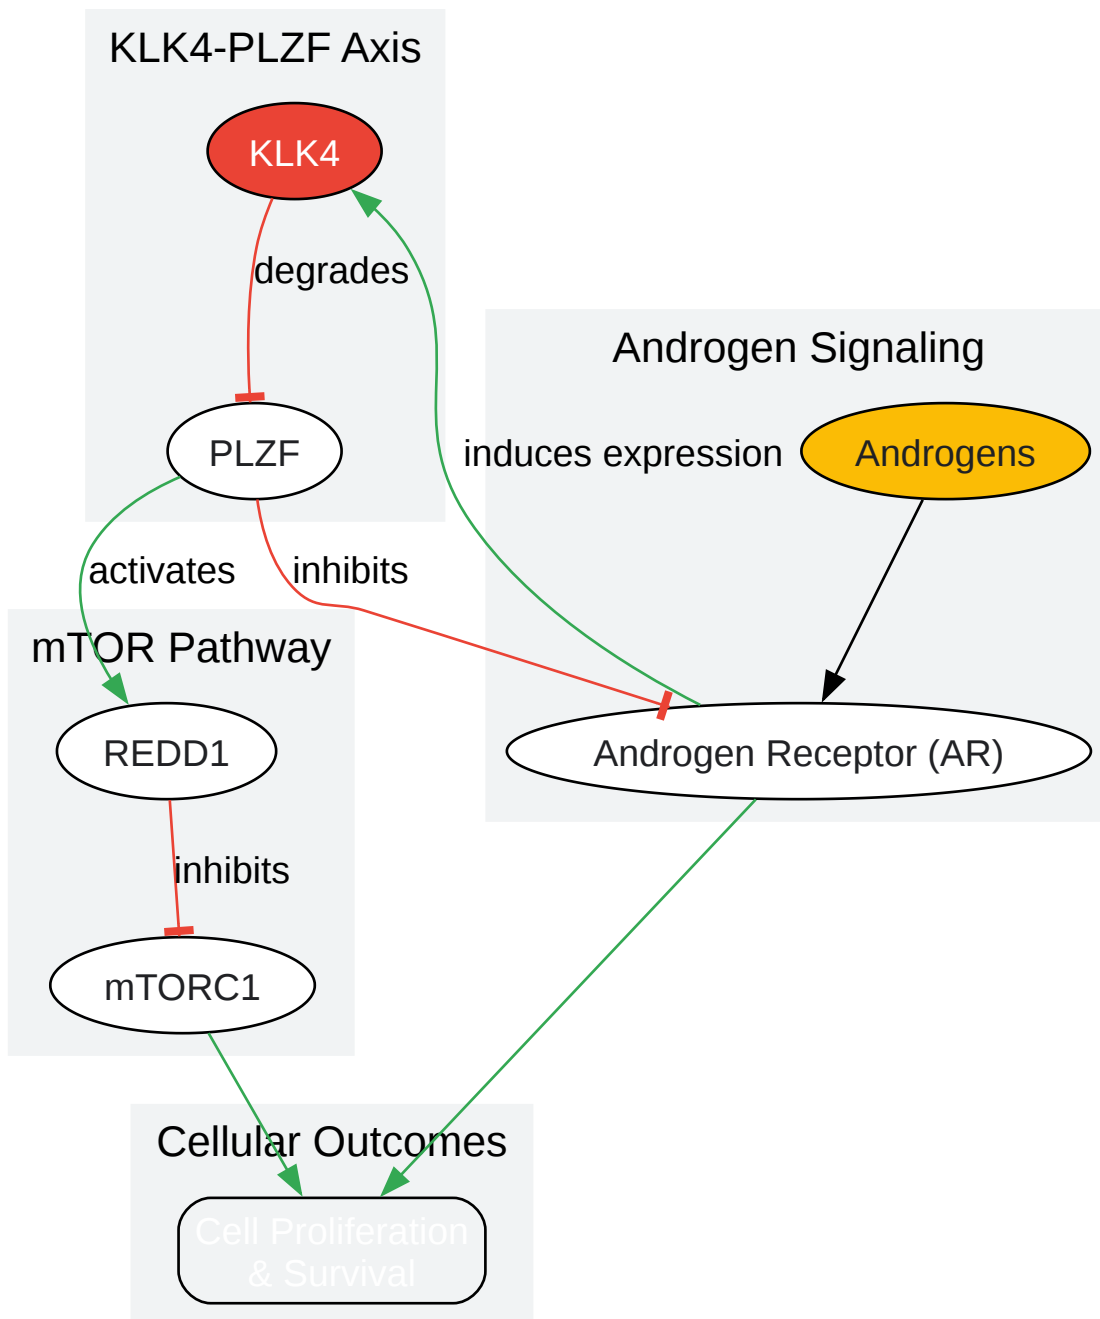 KLK4-PLZF Axis
KLK4
degrades
Androgen Signaling
PLZF
induces expression
Androgens
activates
inhibits
mTOR Pathway
REDD1
Androgen Receptor (AR)
inhibits
mTORC1
Cellular Outcomes
Cell Proliferation
& Survival